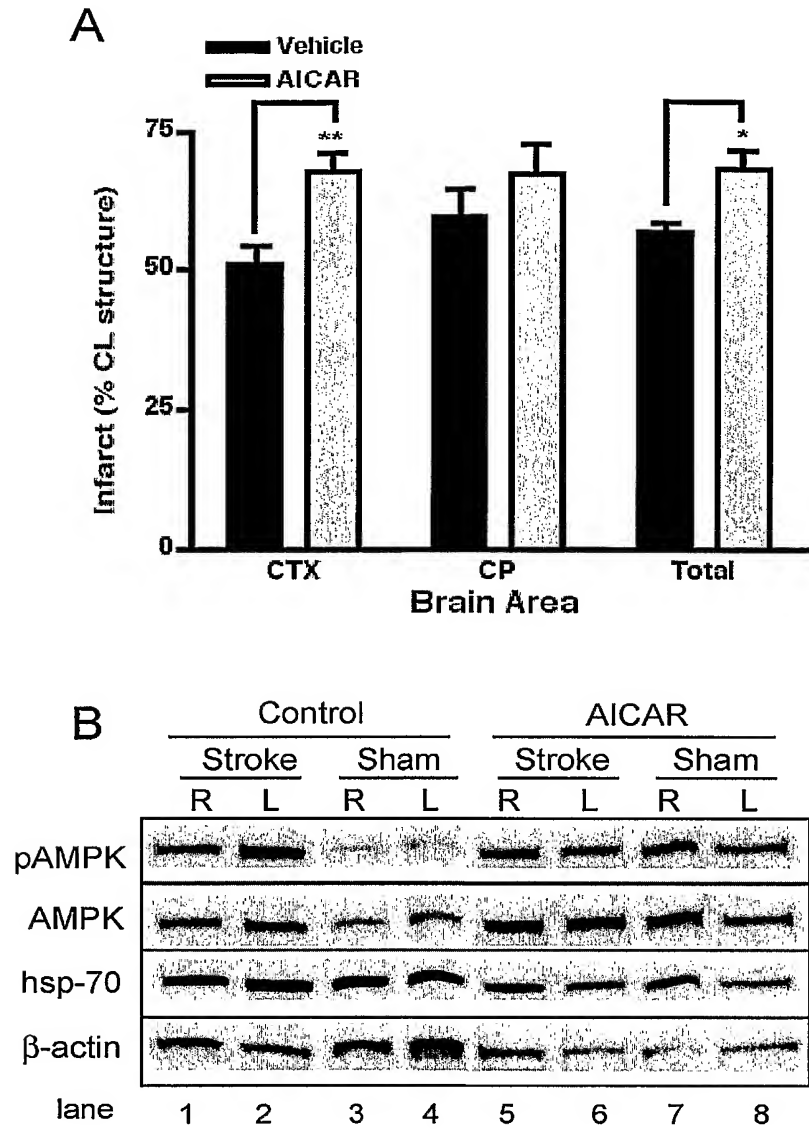 A
Vehicle
AICAR
Infarct (% CL structure)
75
50
25
0
**
*
CTX CP Total
Brain Area
B
Control AICAR
Stroke Sham Stroke Sham
R L R L R L R L
pAMPK
AMPK
hsp-70
β-actin
lane 1 2 3 4 5 6 7 8